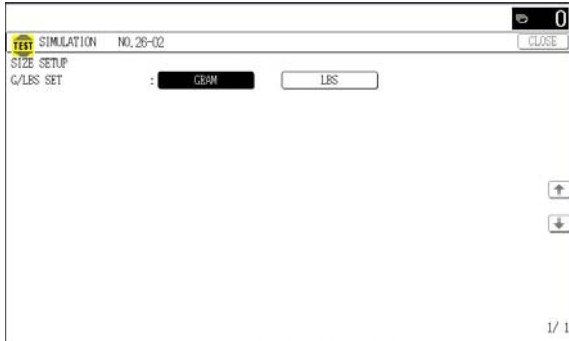 0
TEST SIMULATION NO.26-02 CLOSE
SIZE SETUP
G/LBS SET : GRAM LBS
1/ 1